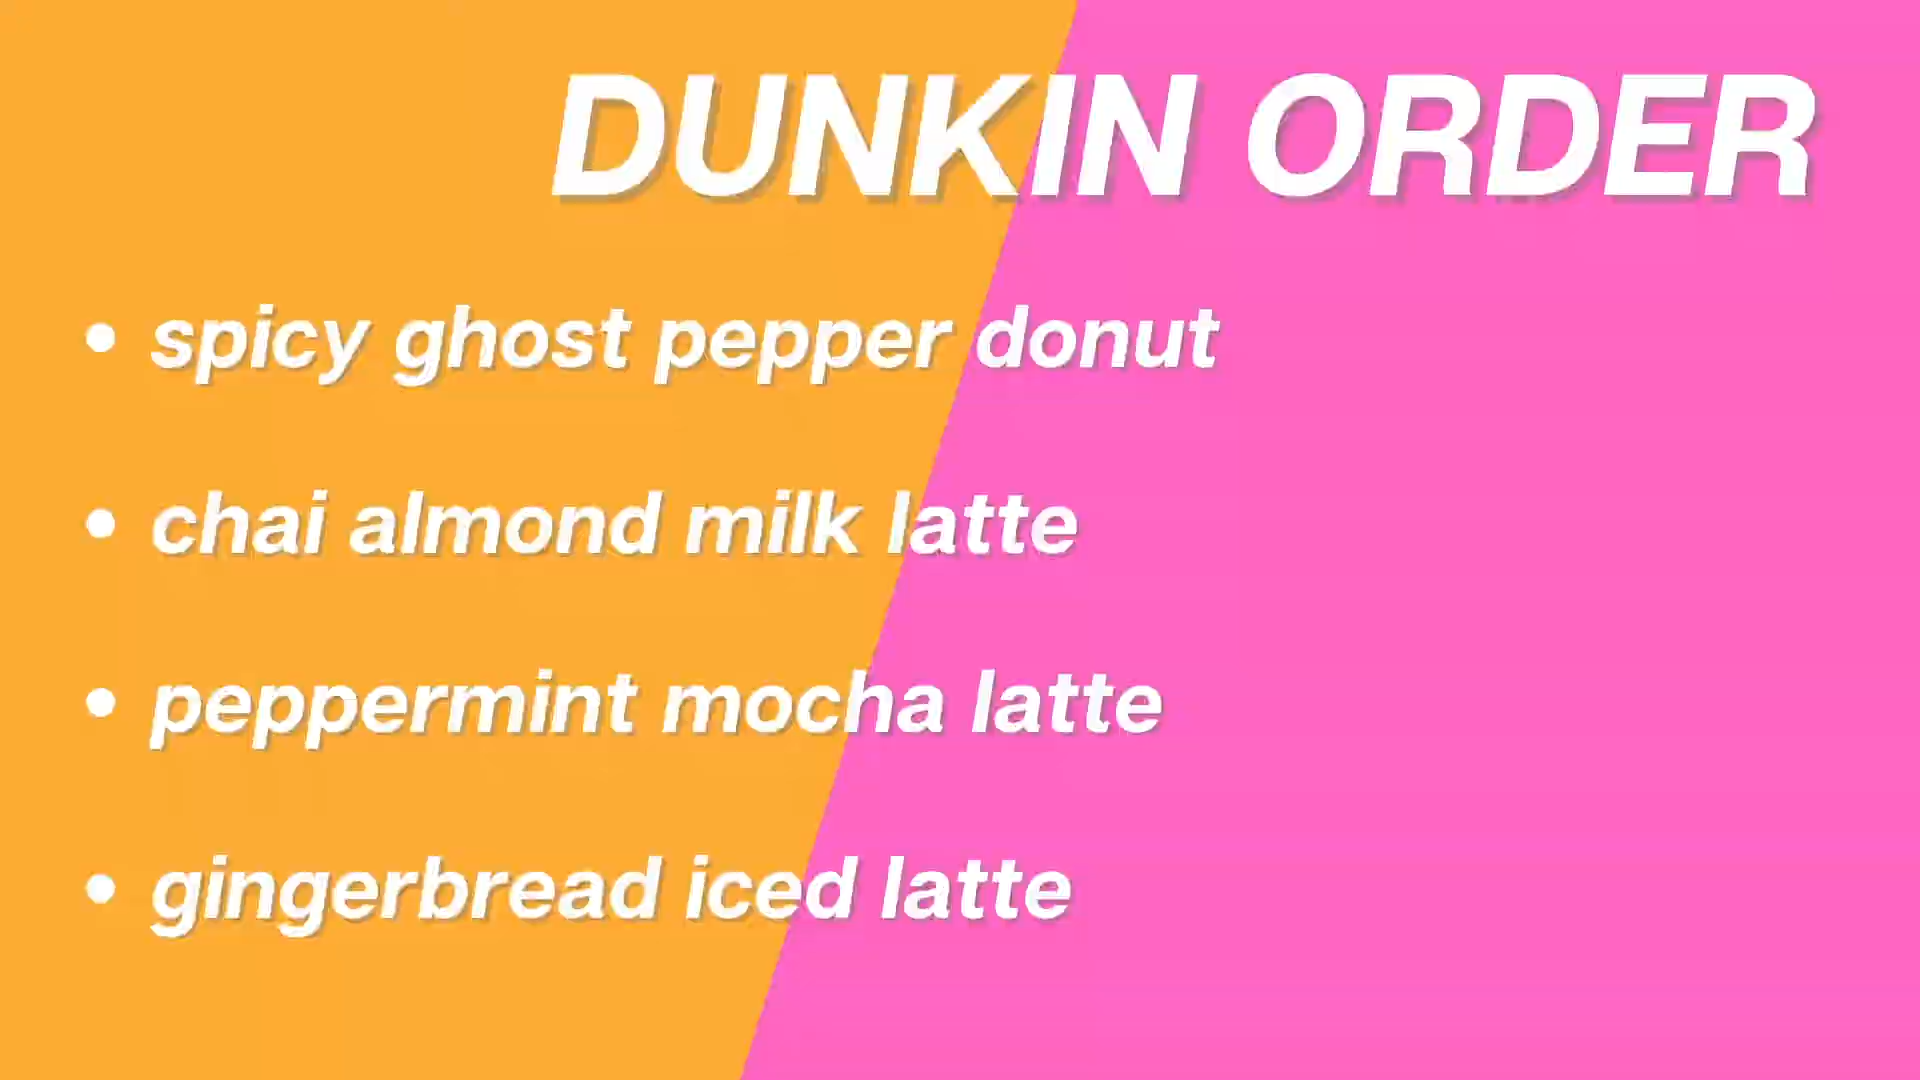 DUNKIN ORDER
• spicy ghost pepper donut
• chai almond milk latte
• peppermint mocha latte
• gingerbread iced latte